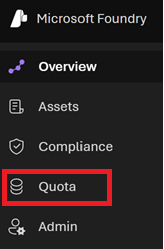 Microsoft Foundry
Overview
Assets
Compliance
Quota
Admin